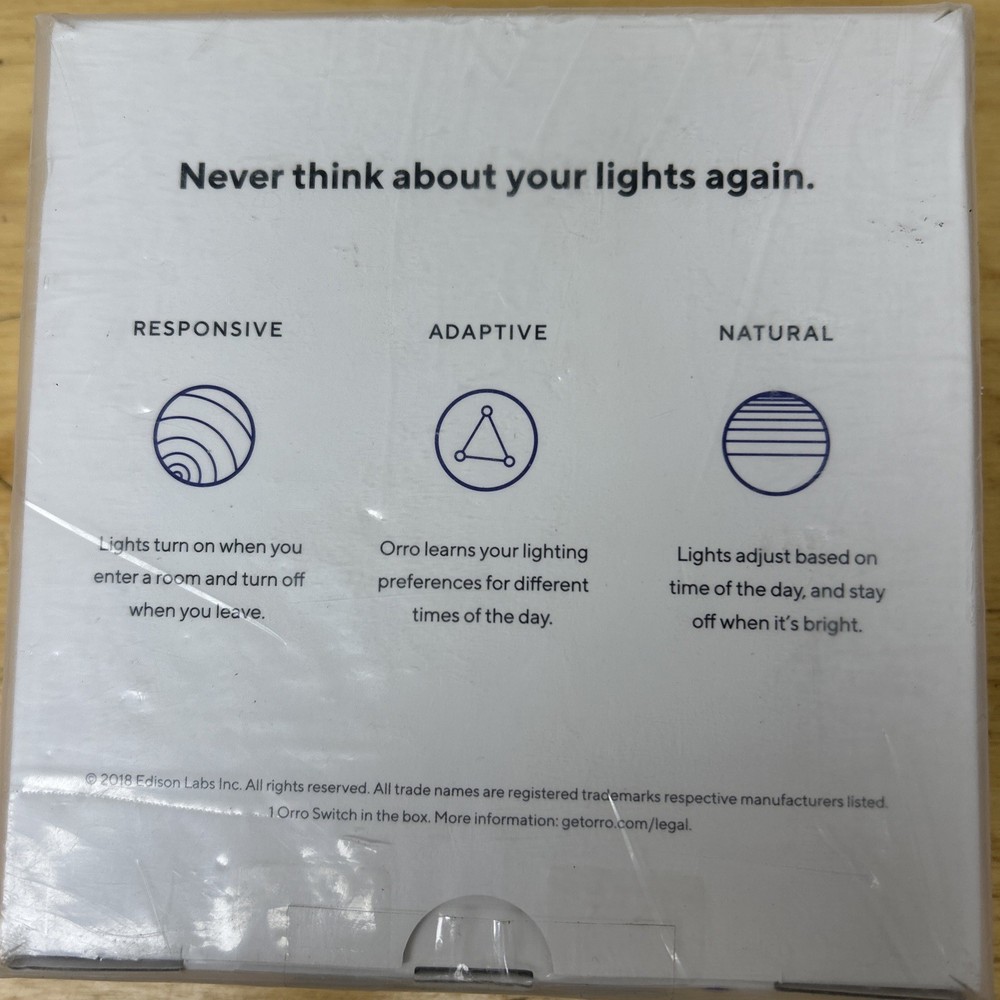 Never think about your lights again.
RESPONSIVE
Lights turn on when you
enter a room and turn off
when you leave.
ADAPTIVE
Orro learns your lighting
preferences for different
times of the day.
NATURAL
Lights adjust based on
time of the day, and stay
off when it's bright.
© 2018 Edison Labs Inc. All rights reserved. All trade names are registered trademarks respective manufacturers listed.
1 Orro Switch in the box. More information: getorro.com/legal.